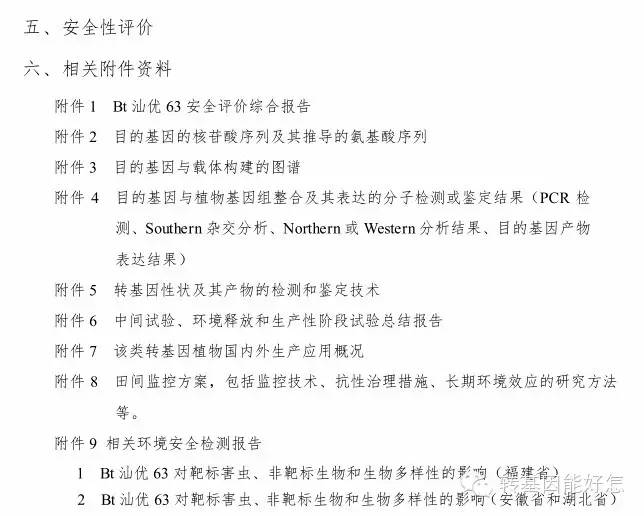 五、安全性评价
六、相关附件资料
附件 1 Bt 汕优 63 安全评价综合报告
附件 2 目的基因的核苷酸序列及其推导的氨基酸序列
附件 3 目的基因与载体构建的图谱
附件 4 目的基因与植物基因组整合及其表达的分子检测或鉴定结果（PCR 检
测、Southern 杂交分析、Northern 或 Western 分析结果、目的基因产物
表达结果）
附件 5 转基因性状及其产物的检测和鉴定技术
附件 6 中间试验、环境释放和生产性阶段试验总结报告
附件 7 该类转基因植物国内外生产应用概况
附件 8 田间监控方案，包括监控技术、抗性治理措施、长期环境效应的研究方法
等。
附件 9 相关环境安全检测报告
1 Bt 汕优 63 对靶标害虫、非靶标生物和生物多样性的影响（福建省）
2 Bt 汕优 63 对靶标害虫、非靶标生物和生物多样性的影响（安徽省和湖北省）
转基因能好怎